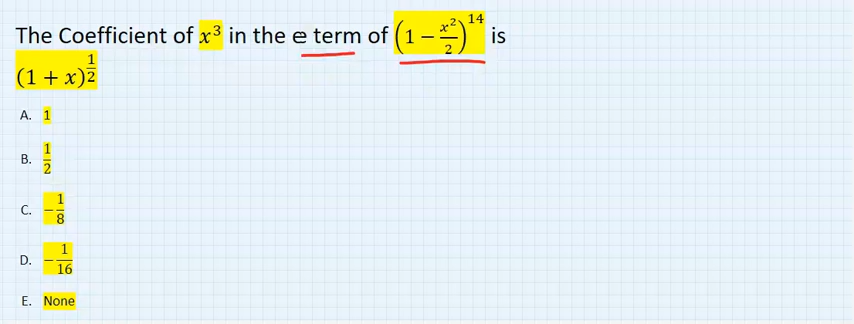 The Coefficient of x³ in the e term of (1 − x²/2)¹⁴ is
(1 + x)^(1/2)
A. 1
B. 1/2
C. −1/8
D. −1/16
E. None